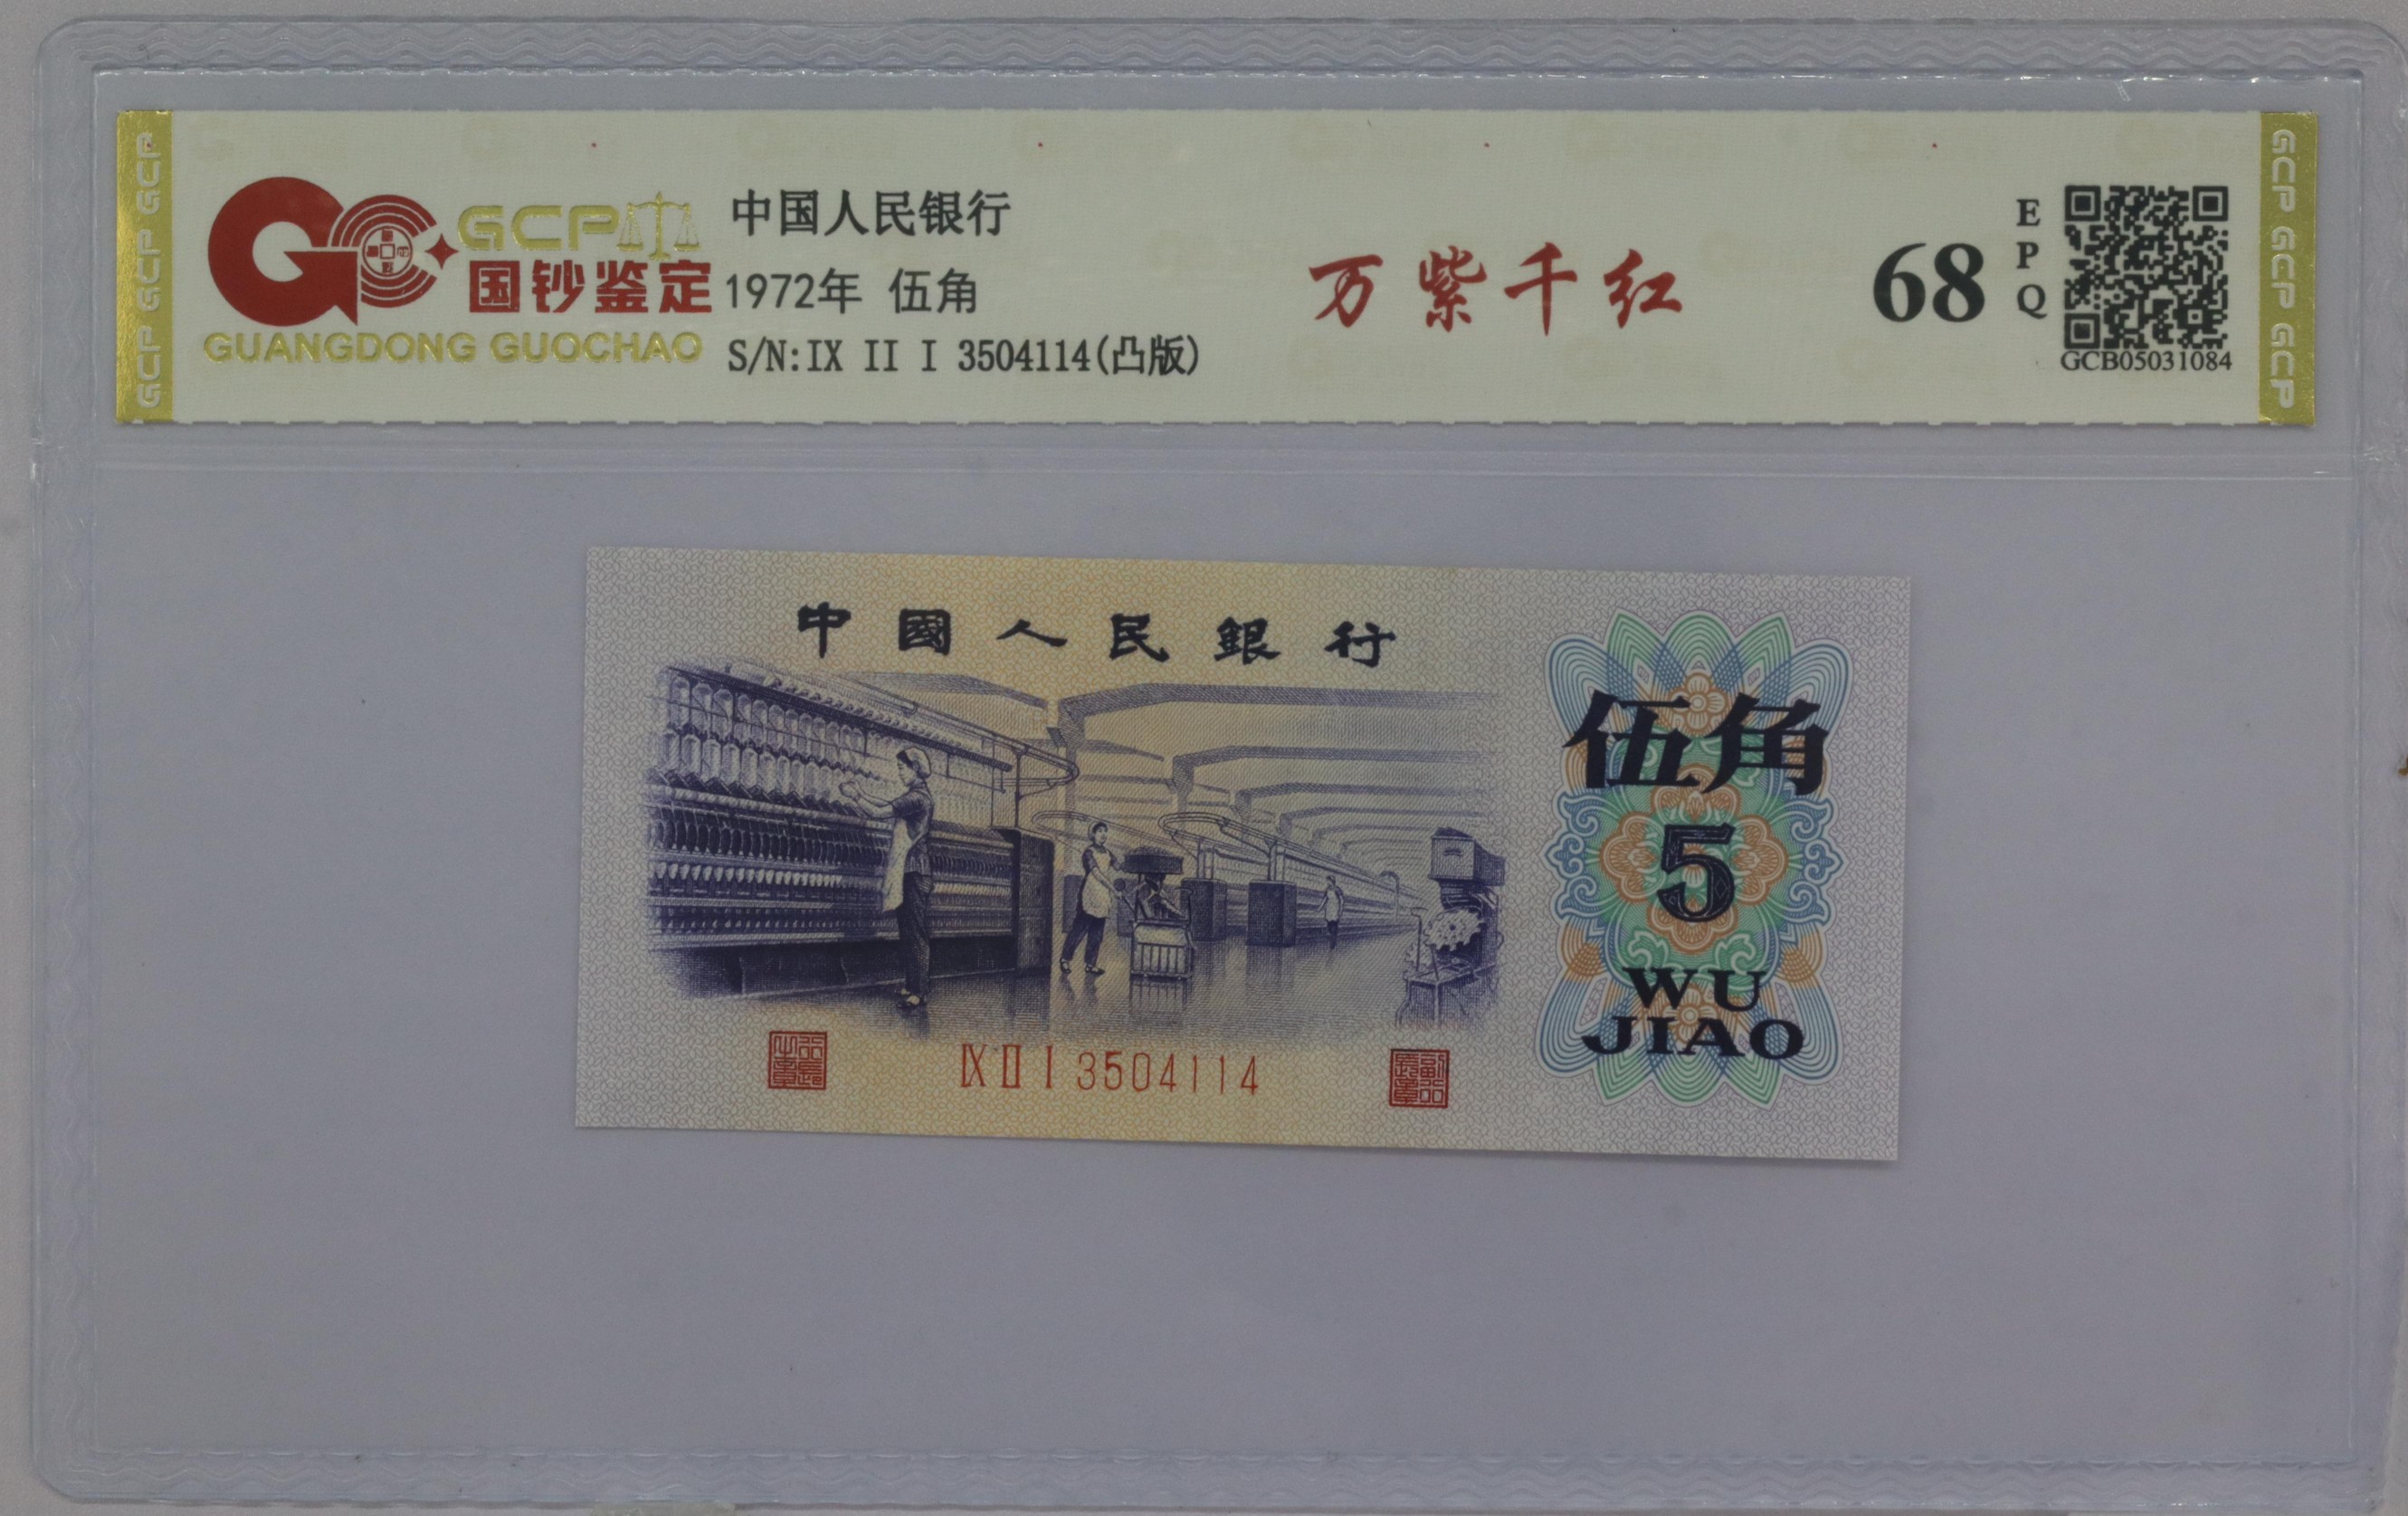 GCP
国钞鉴定
GUANGDONG GUOCHAO
中国人民银行
1972年 伍角
S/N:IX II I 3504114(凸版)
万紫千红
68
EPQ
GCB05031084
GCP GCP GCP
GCP GCP GCP
中國人民銀行
伍角
5
WU
JIAO
IX II I 3504114